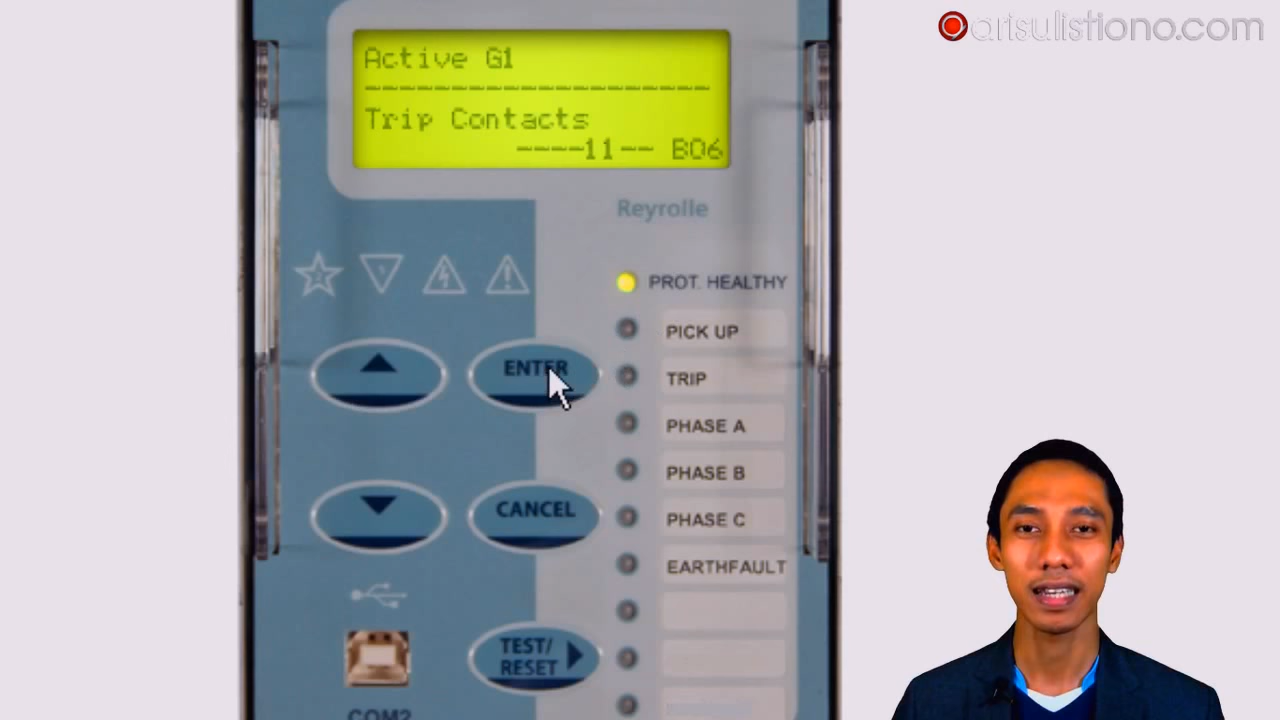 arisulistiono.com
Active G1
--------------------
Trip Contacts
----11-- BO6
Reyrolle
PROT. HEALTHY
PICK UP
ENTER
TRIP
PHASE A
PHASE B
CANCEL
PHASE C
EARTHFAULT
TEST/
RESET
COM2